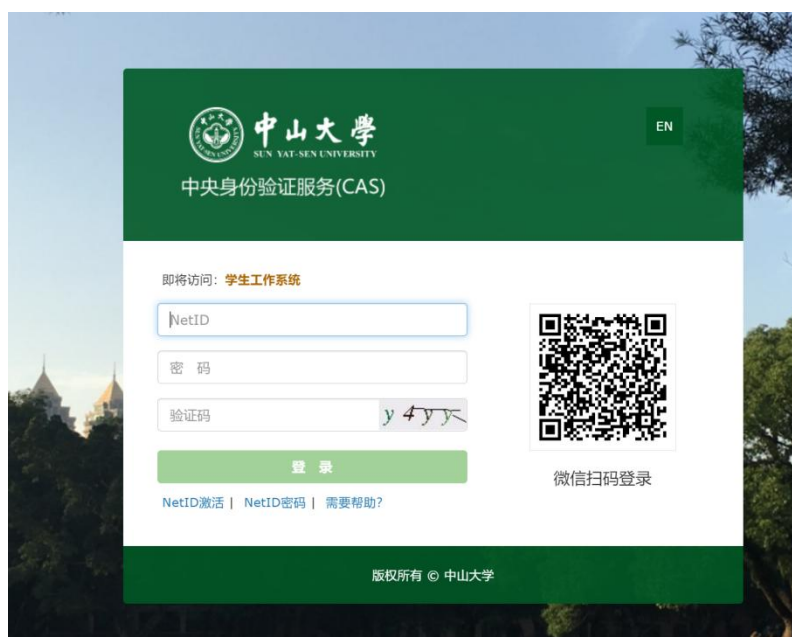 中山大學
SUN YAT-SEN UNIVERSITY
EN
中央身份验证服务(CAS)
即将访问：学生工作系统
NetID
密 码
验证码
y4yy
登 录
微信扫码登录
NetID激活 | NetID密码 | 需要帮助?
版权所有 © 中山大学